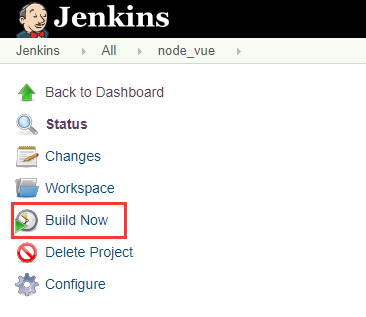 Jenkins
Jenkins All node_vue
Back to Dashboard
Status
Changes
Workspace
Build Now
Delete Project
Configure